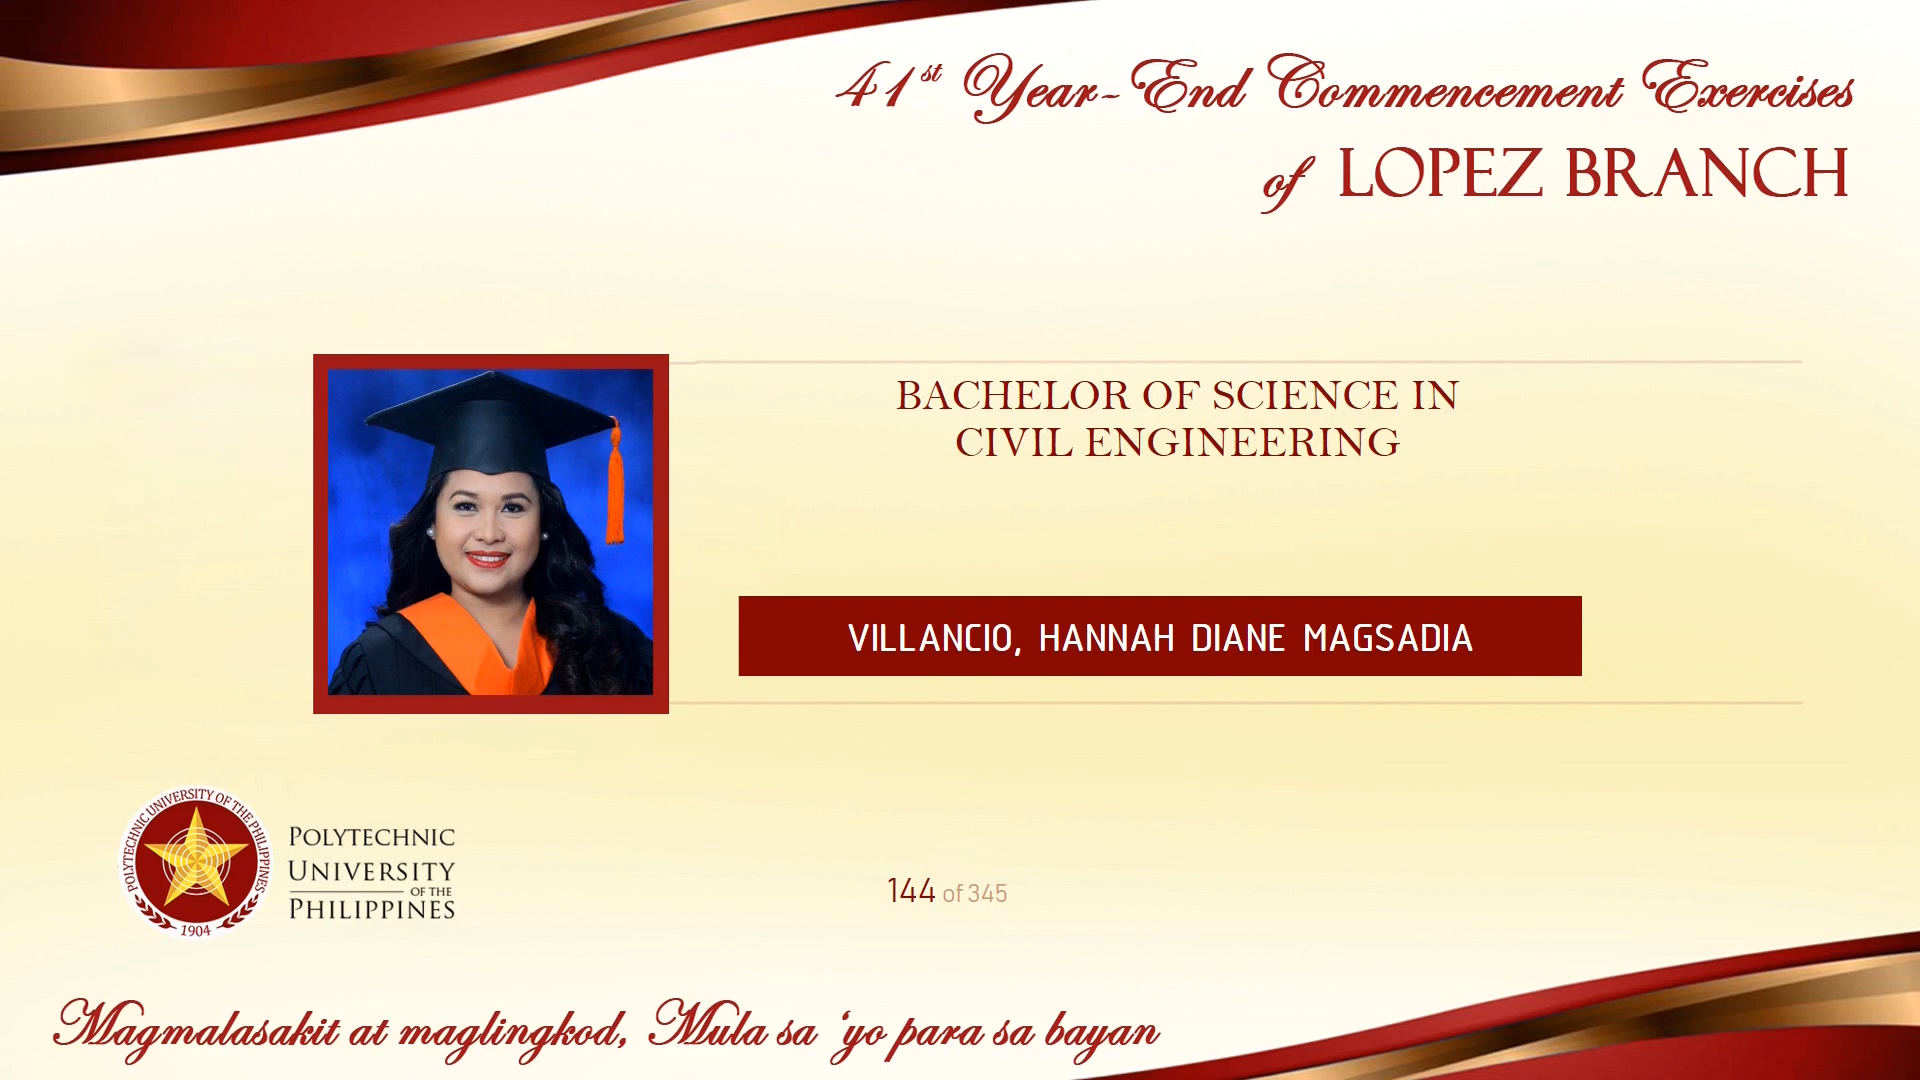 41st Year-End Commencement Exercises
of LOPEZ BRANCH
BACHELOR OF SCIENCE IN
CIVIL ENGINEERING
VILLANCIO, HANNAH DIANE MAGSADIA
POLYTECHNIC UNIVERSITY OF THE PHILIPPINES
1904
POLYTECHNIC
UNIVERSITY
OF THE
PHILIPPINES
144 of 345
Magmalasakit at maglingkod, Mula sa ‘yo para sa bayan